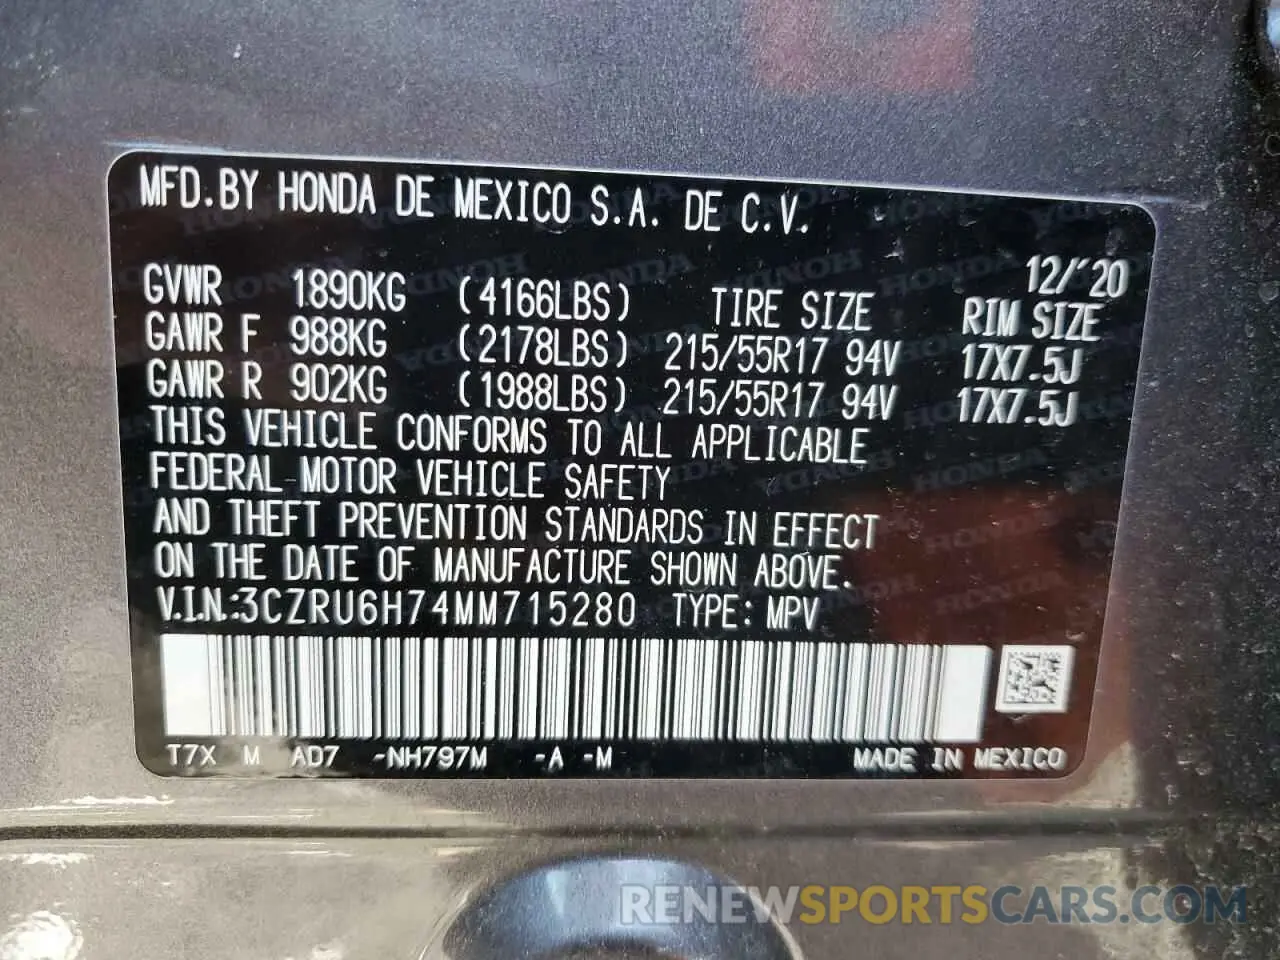 MFD.BY HONDA DE MEXICO S.A. DE C.V.
12/'20
GVWR 1890KG (4166LBS) TIRE SIZE RIM SIZE
GAWR F 988KG (2178LBS) 215/55R17 94V 17X7.5J
GAWR R 902KG (1988LBS) 215/55R17 94V 17X7.5J
THIS VEHICLE CONFORMS TO ALL APPLICABLE
FEDERAL MOTOR VEHICLE SAFETY
AND THEFT PREVENTION STANDARDS IN EFFECT
ON THE DATE OF MANUFACTURE SHOWN ABOVE.
V.I.N.:3CZRU6H74MM715280 TYPE: MPV
T7X M AD7 -NH797M -A -M MADE IN MEXICO
RENEWSPORTSCARS.COM